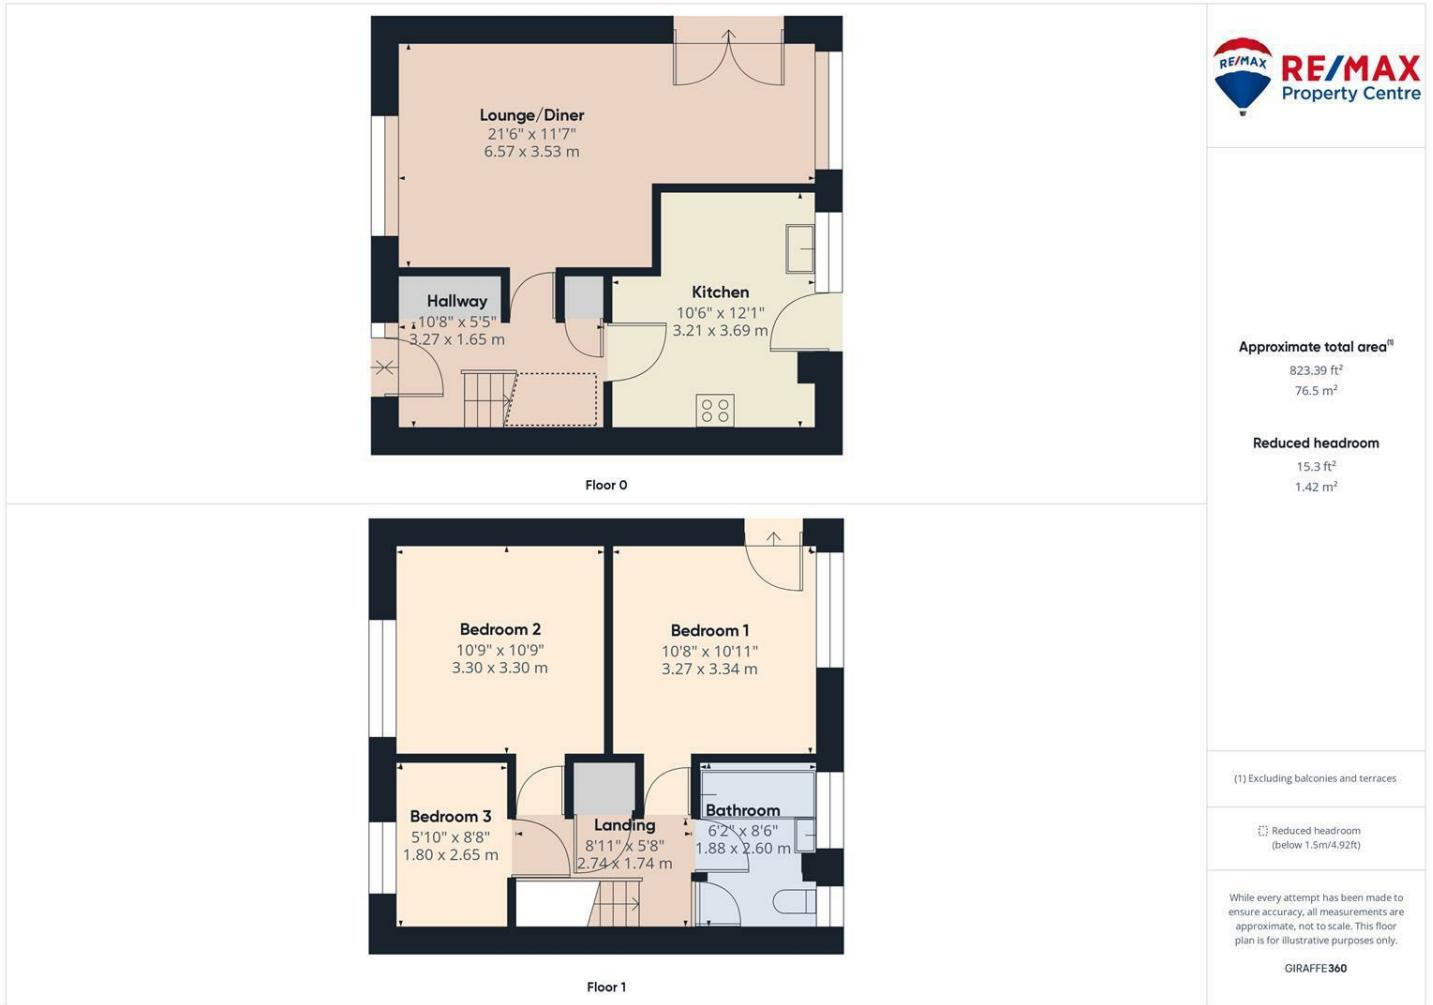 Lounge/Diner
21'6" x 11'7"
6.57 x 3.53 m
Hallway
10'8" x 5'5"
3.27 x 1.65 m
Kitchen
10'6" x 12'1"
3.21 x 3.69 m
Floor 0
Bedroom 2
10'9" x 10'9"
3.30 x 3.30 m
Bedroom 1
10'8" x 10'11"
3.27 x 3.34 m
Bedroom 3
5'10" x 8'8"
1.80 x 2.65 m
Landing
8'11" x 5'8"
2.74 x 1.74 m
Bathroom
6'2" x 8'6"
1.88 x 2.60 m
Floor 1
RE/MAX
RE/MAX
Property Centre
Approximate total area(1)
823.39 ft²
76.5 m²
Reduced headroom
15.3 ft²
1.42 m²
(1) Excluding balconies and terraces
Reduced headroom
(below 1.5m/4.92ft)
While every attempt has been made to
ensure accuracy, all measurements are
approximate, not to scale. This floor
plan is for illustrative purposes only.
GIRAFFE360